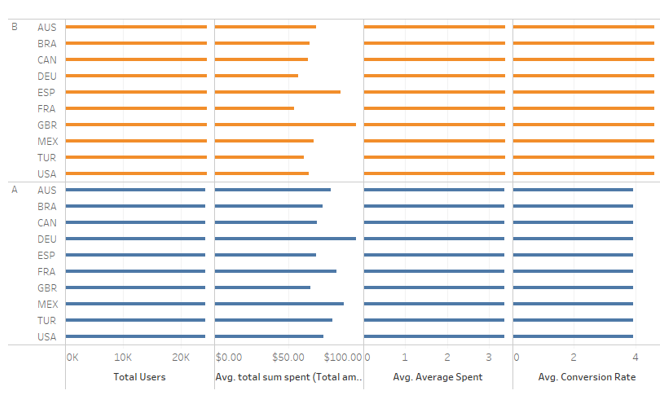 B AUS
BRA
CAN
DEU
ESP
FRA
GBR
MEX
TUR
USA
A AUS
BRA
CAN
DEU
ESP
FRA
GBR
MEX
TUR
USA
0K 10K 20K $0.00 $50.00 $100.00 0 1 2 3 0 2 4
Total Users Avg. total sum spent (Total am.. Avg. Average Spent Avg. Conversion Rate